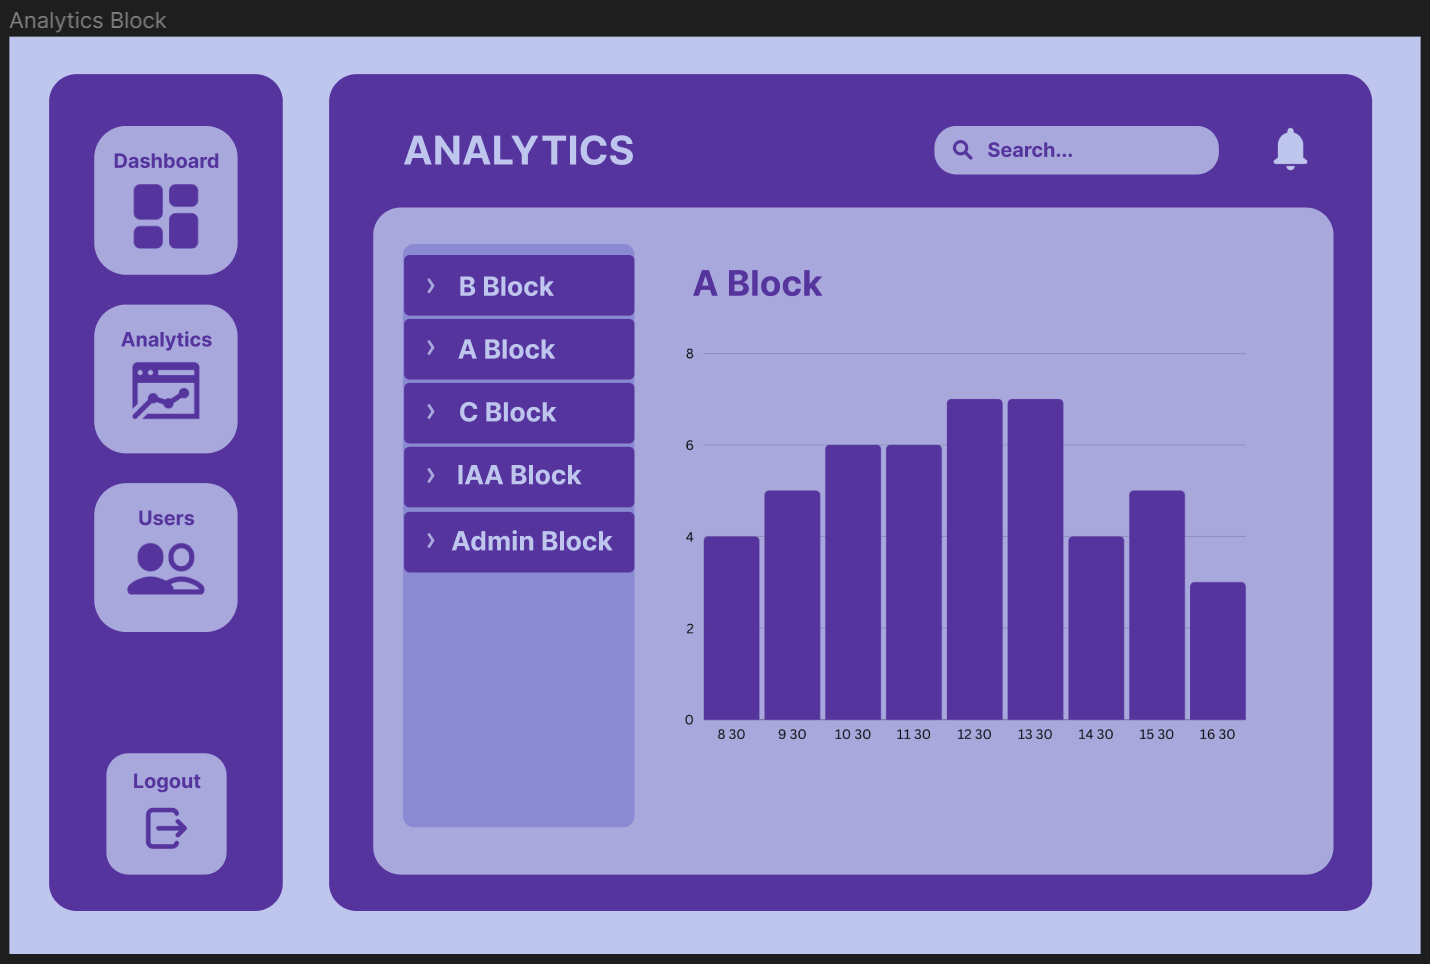 Analytics Block
Dashboard
Analytics
Users
Logout
ANALYTICS
Search...
B Block
A Block
C Block
IAA Block
Admin Block
A Block
8
6
4
2
0
8 30 9 30 10 30 11 30 12 30 13 30 14 30 15 30 16 30